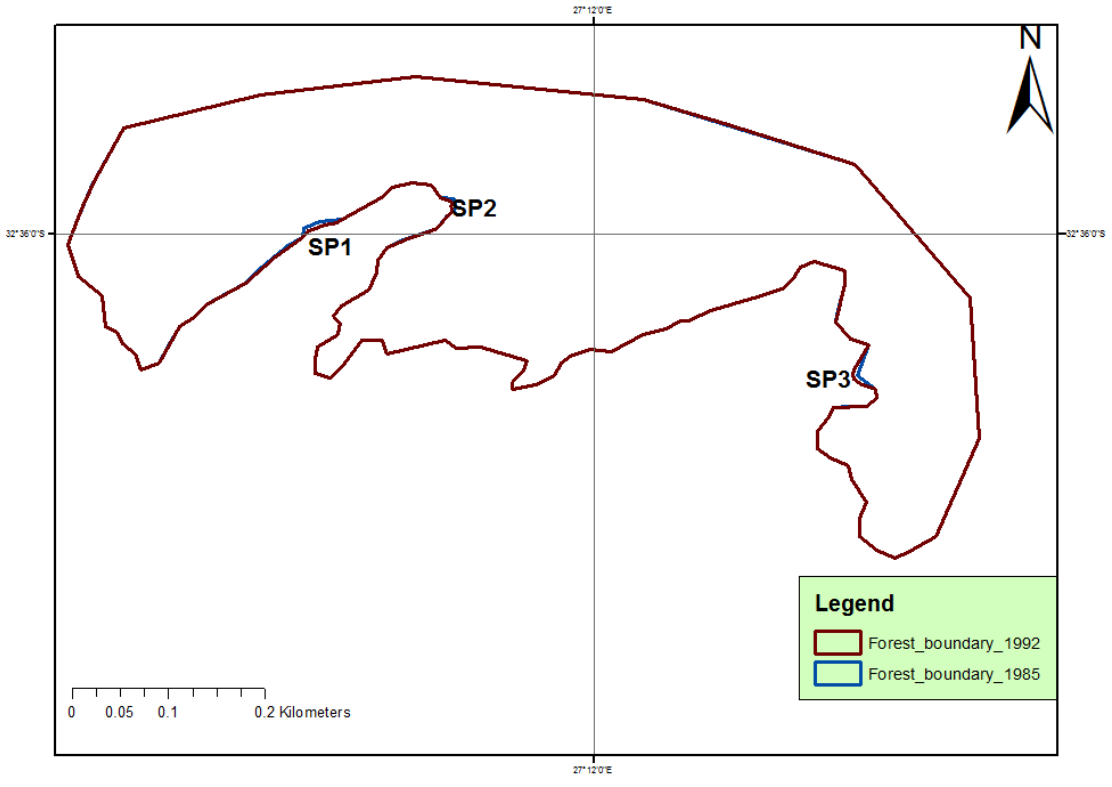 27°12'0"E
N
SP2
32°36'0"S
32°36'0"S
SP1
SP3
Legend
Forest_boundary_1992
Forest_boundary_1985
0 0.05 0.1 0.2 Kilometers
27°12'0"E